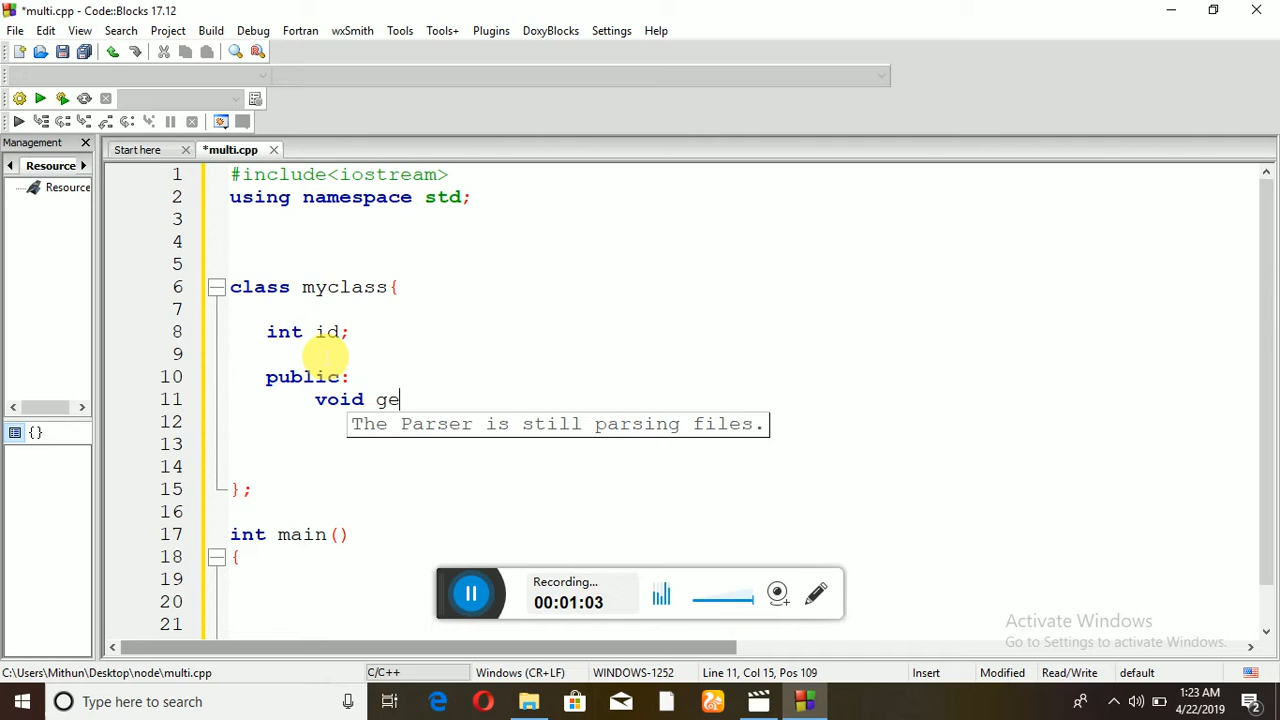 *multi.cpp - Code::Blocks 17.12
File Edit View Search Project Build Debug Fortran wxSmith Tools Tools+ Plugins DoxyBlocks Settings Help
Management
Start here
*multi.cpp
Resource
Resource
{}
1 #include<iostream>
2 using namespace std;
3
4
5
6 class myclass{
7
8 int id;
9
10 public:
11 void ge
The Parser is still parsing files.
12
13
14
15 };
16
17 int main()
18 {
19
20
21
Recording...
00:01:03
Activate Windows
Go to Settings to activate Windows.
C:\Users\Mithun\Desktop\node\multi.cpp C/C++ Windows (CR+LF) WINDOWS-1252 Line 11, Col 15, Pos 109 Insert Modified Read/Write default
Type here to search
1:23 AM
4/22/2019
2